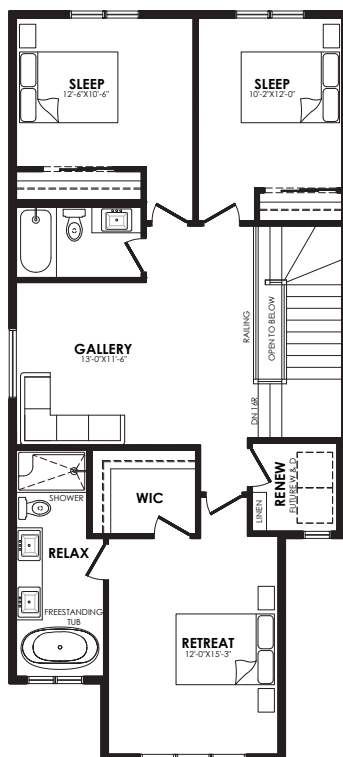 SLEEP
12'-6"X10'-6"
SLEEP
10'-2"X12'-0"
GALLERY
13'-0"X11'-6"
RAILING
OPEN TO BELOW
DN 16R
SHOWER
WIC
LINEN
RENEW
FUTURE W & D
RELAX
FREESTANDING
TUB
RETREAT
12'-0"X15'-3"